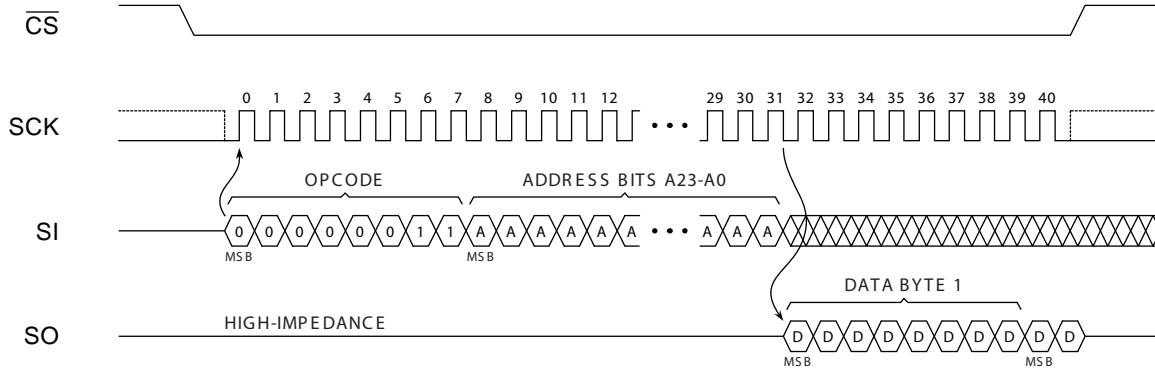 CS
0 1 2 3 4 5 6 7 8 9 10 11 12 29 30 31 32 33 34 35 36 37 38 39 40
SCK • • •
OPCODE ADDRESS BITS A23-A0
SI 0 0 0 0 0 0 1 1 A A A A A A • • • A A A
MSB MSB
DATA BYTE 1
HIGH-IMPEDANCE
SO D D D D D D D D D D
MSB MSB